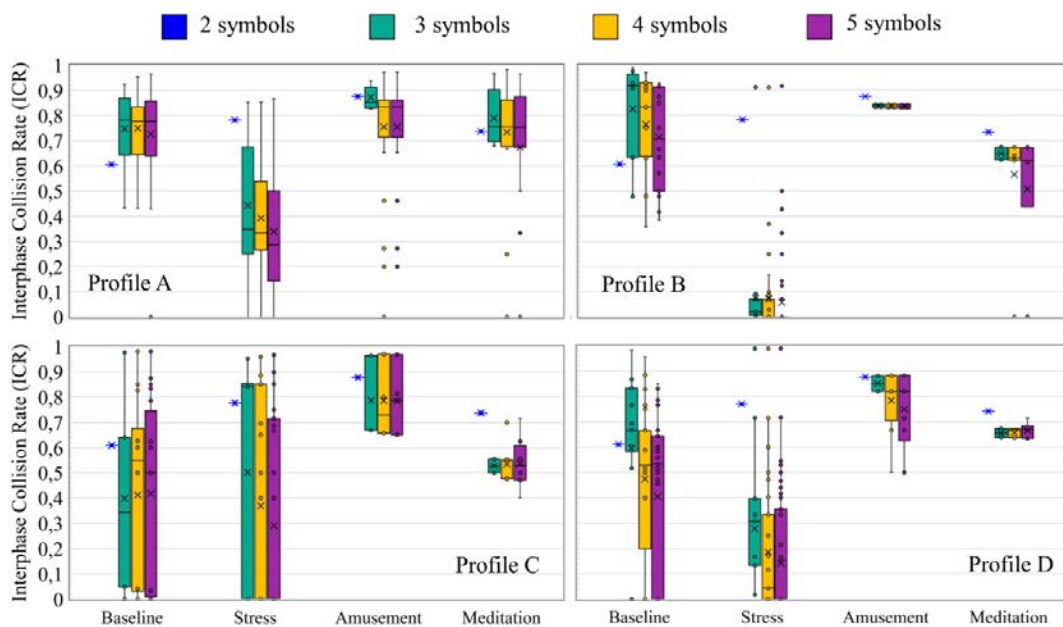 2 symbols 3 symbols 4 symbols 5 symbols
Interphase Collision Rate (ICR)
1
0,9
0,8
0,7
0,6
0,5
0,4
0,3
0,2
0,1
0
Profile A
Profile B
Interphase Collision Rate (ICR)
1
0,9
0,8
0,7
0,6
0,5
0,4
0,3
0,2
0,1
0
Profile C
Profile D
Baseline Stress Amusement Meditation Baseline Stress Amusement Meditation